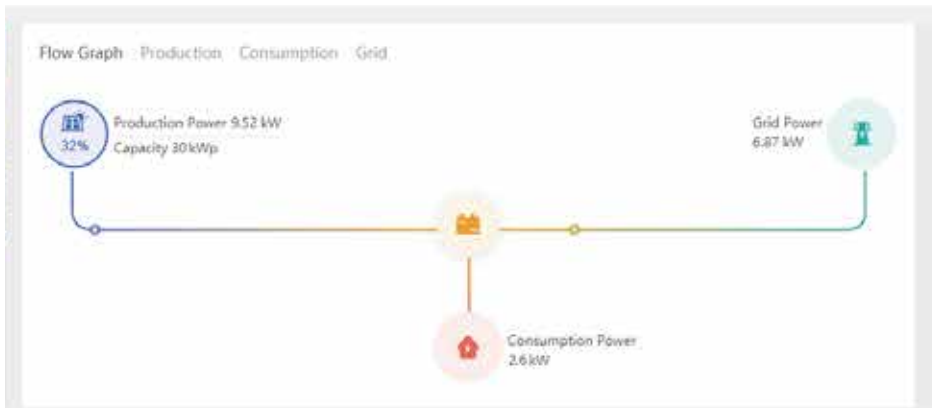 Flow Graph Production Consumption Grid
Production Power 9.52 kW
Capacity 30 kWp
32%
Grid Power
6.87 kW
Consumption Power
2.6 kW